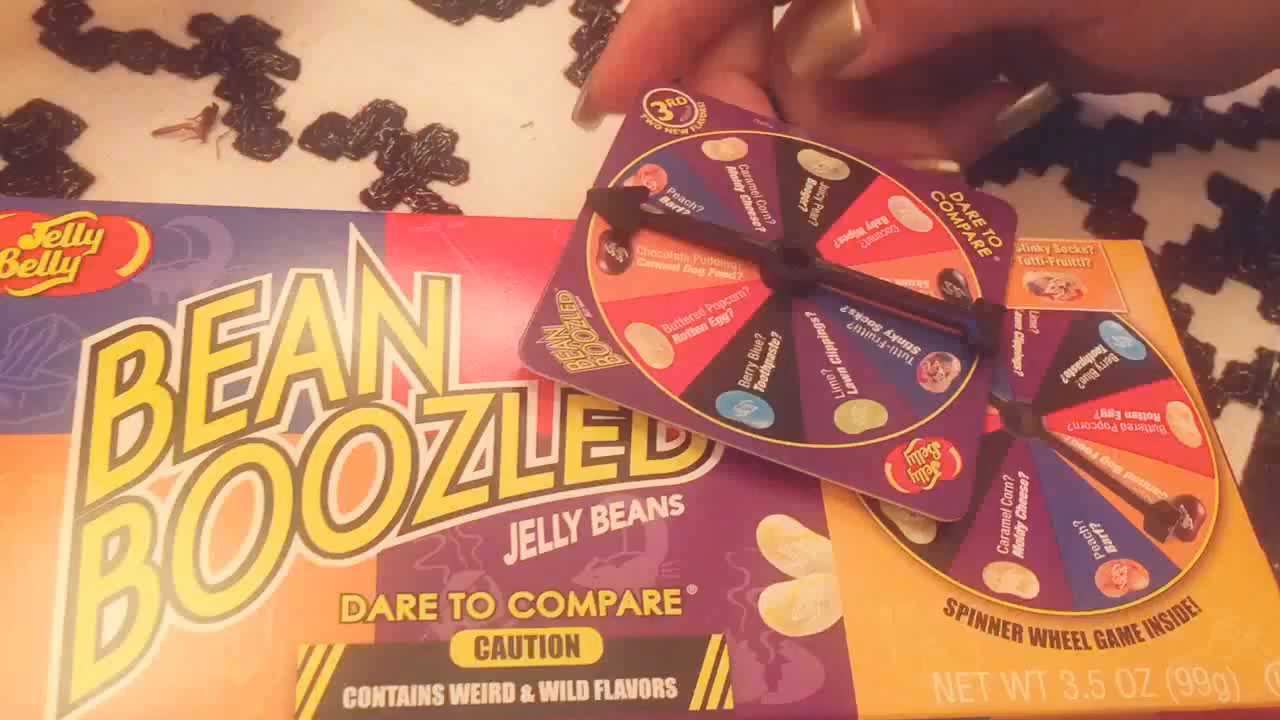 3RD
TWO NEW FLAVORS!
DARE TO
COMPARE®
Peach?
Barf?
Caramel Corn?
Moldy Cheese?
Juicy Pear?
Booger?
Coconut?
Baby Wipes?
Chocolate Pudding?
Canned Dog Food?
Buttered Popcorn?
Rotten Egg?
Berry Blue?
Toothpaste?
Lime?
Lawn Clippings?
Tutti-Fruitti?
Stinky Socks?
BEAN
BOOZLED
Jelly
Belly
Jelly
Belly
BEAN
BOOZLED
JELLY BEANS
DARE TO COMPARE®
CAUTION
CONTAINS WEIRD & WILD FLAVORS
Stinky Socks?
Tutti-Fruitti?
Berry Blue?
Toothpaste?
Buttered Popcorn?
Rotten Egg?
Caramel Corn?
Moldy Cheese?
Peach?
Barf?
SPINNER WHEEL GAME INSIDE!
NET WT 3.5 OZ (99g)